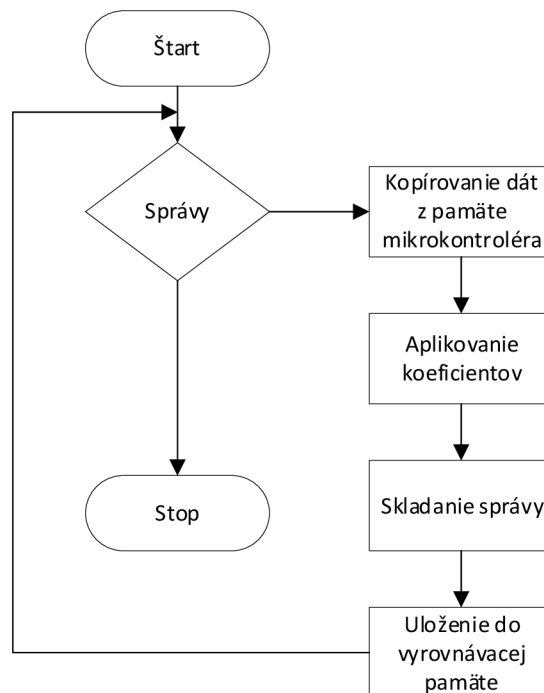 Štart
Správy
Kopírovanie dát
z pamäte
mikrokontroléra
Aplikovanie
koeficientov
Skladanie správy
Stop
Uloženie do
vyrovnávacej
pamäte